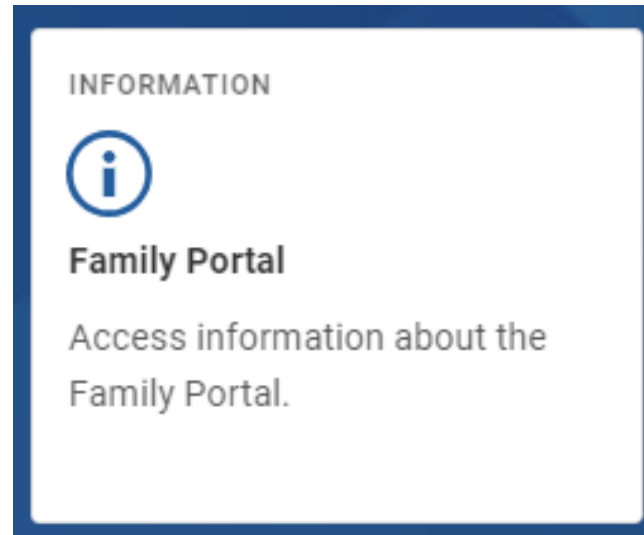 INFORMATION
Family Portal
Access information about the
Family Portal.